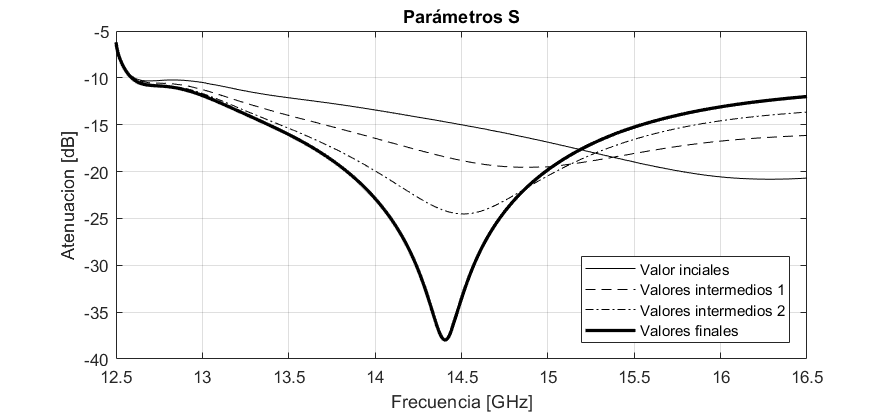 Parámetros S
-5
-10
-15
-20
-25
-30
-35
-40
Atenuacion [dB]
Valor inciales
Valores intermedios 1
Valores intermedios 2
Valores finales
12.5 13 13.5 14 14.5 15 15.5 16 16.5
Frecuencia [GHz]